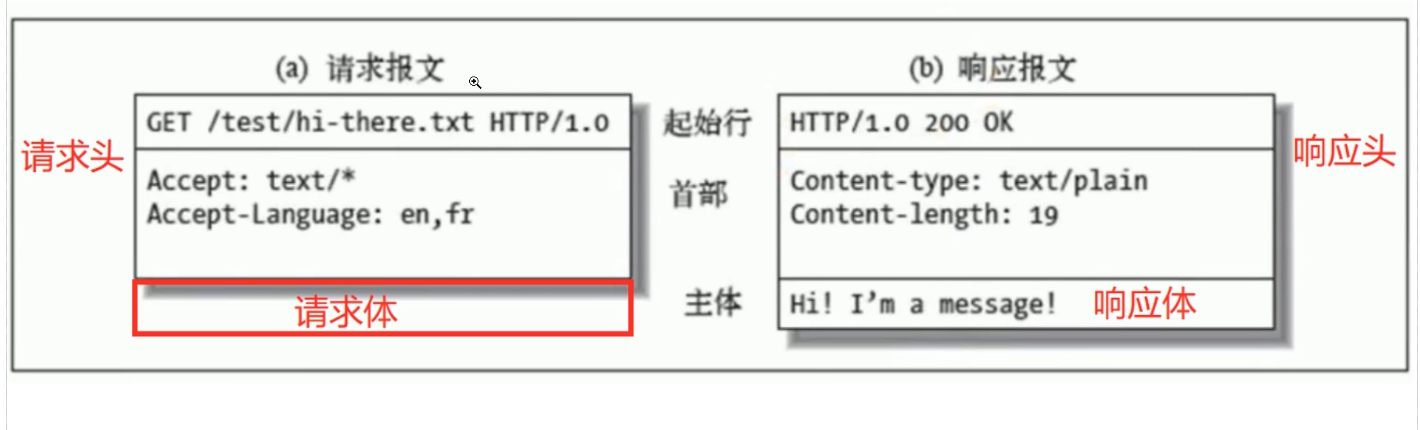 (a) 请求报文
(b) 响应报文
请求头
GET /test/hi-there.txt HTTP/1.0
起始行
HTTP/1.0 200 OK
响应头
Accept: text/*
Accept-Language: en,fr
首部
Content-type: text/plain
Content-length: 19
请求体
主体
Hi! I'm a message!
响应体